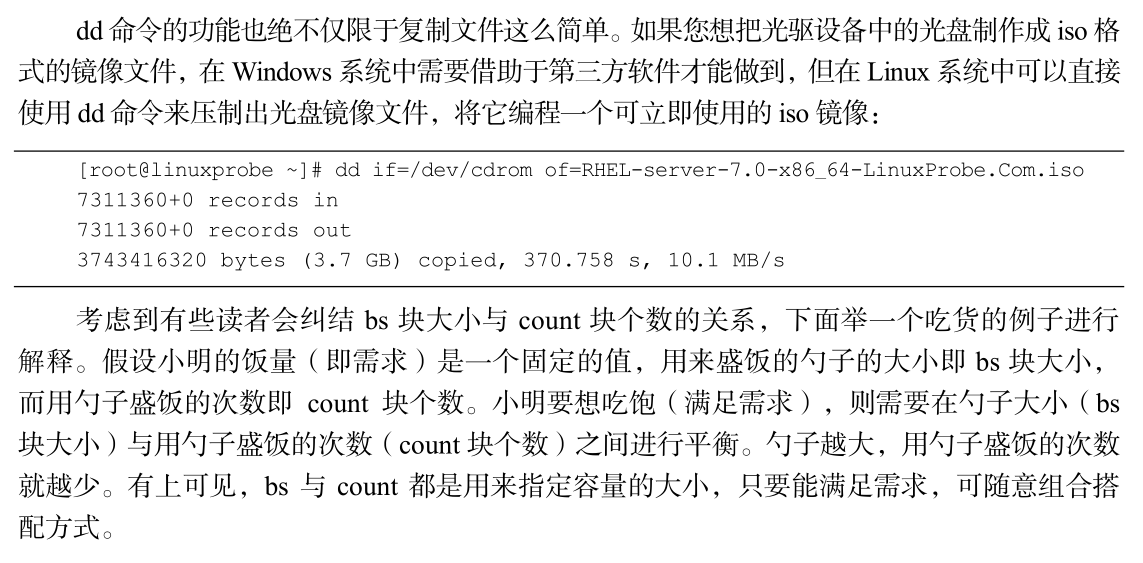 dd 命令的功能也绝不仅限于复制文件这么简单。如果您想把光驱设备中的光盘制作成 iso 格
式的镜像文件，在 Windows 系统中需要借助于第三方软件才能做到，但在 Linux 系统中可以直接
使用 dd 命令来压制出光盘镜像文件，将它编程一个可立即使用的 iso 镜像：
[root@linuxprobe ~]# dd if=/dev/cdrom of=RHEL-server-7.0-x86_64-LinuxProbe.Com.iso
7311360+0 records in
7311360+0 records out
3743416320 bytes (3.7 GB) copied, 370.758 s, 10.1 MB/s
考虑到有些读者会纠结 bs 块大小与 count 块个数的关系，下面举一个吃货的例子进行
解释。假设小明的饭量（即需求）是一个固定的值，用来盛饭的勺子的大小即 bs 块大小，
而用勺子盛饭的次数即 count 块个数。小明要想吃饱（满足需求），则需要在勺子大小（bs
块大小）与用勺子盛饭的次数（count 块个数）之间进行平衡。勺子越大，用勺子盛饭的次数
就越少。有上可见，bs 与 count 都是用来指定容量的大小，只要能满足需求，可随意组合搭
配方式。